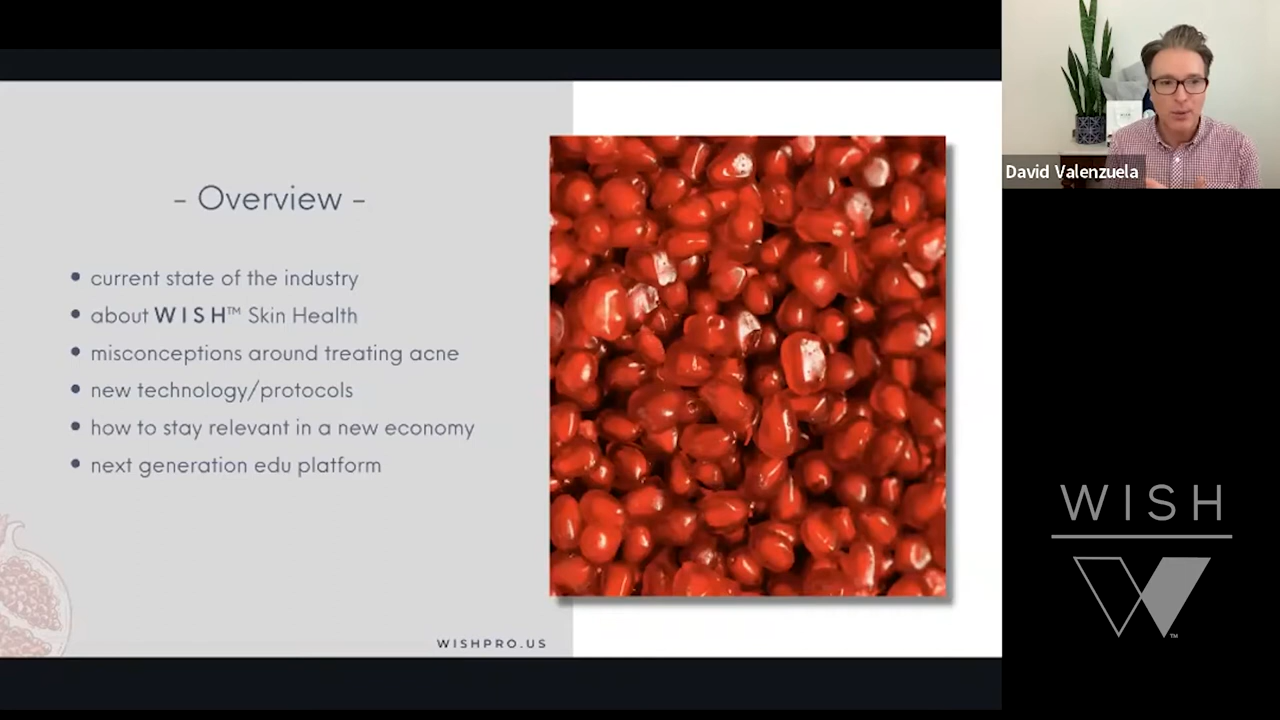 - Overview -
• current state of the industry
• about WISH™ Skin Health
• misconceptions around treating acne
• new technology/protocols
• how to stay relevant in a new economy
• next generation edu platform
WISHPRO.US
David Valenzuela
WISH
™